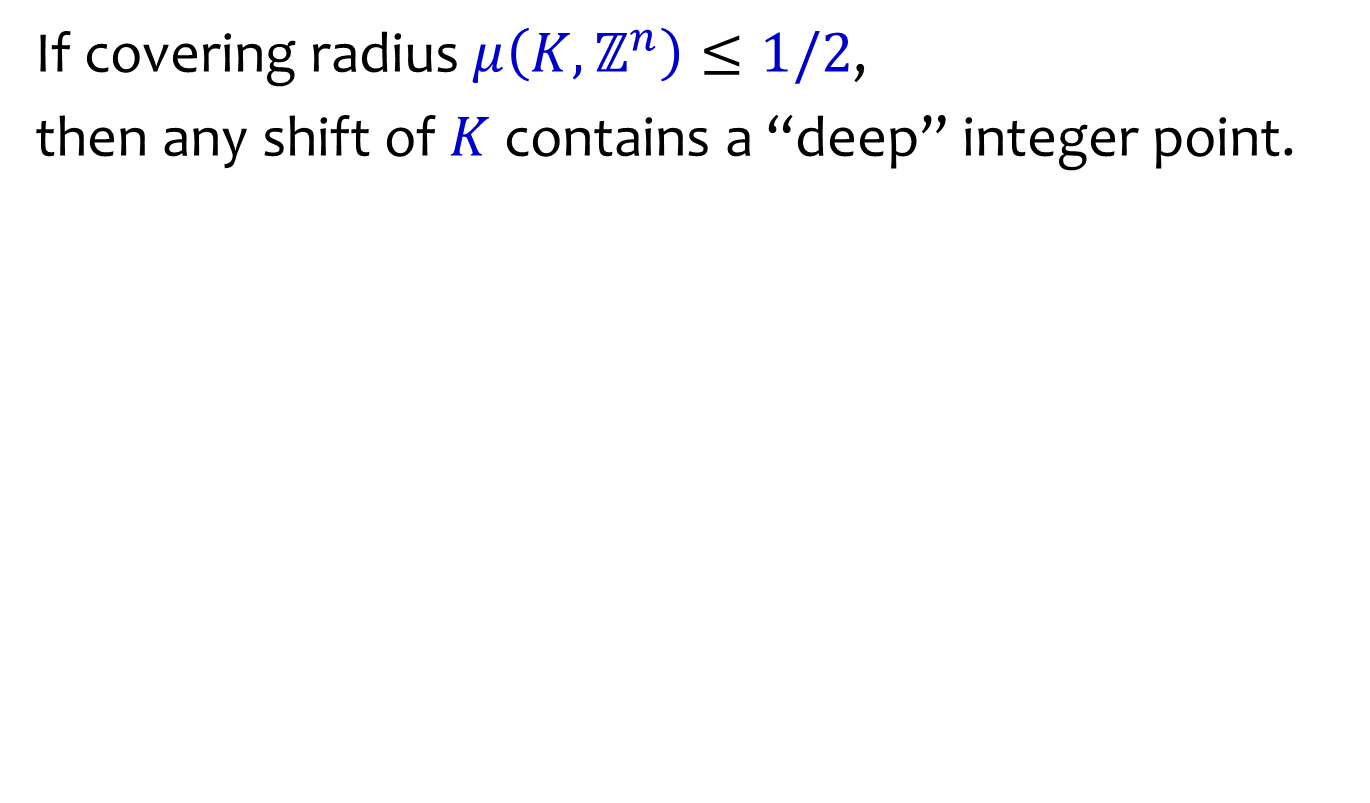 If covering radius μ(K, ℤⁿ) ≤ 1/2,
then any shift of K contains a “deep” integer point.